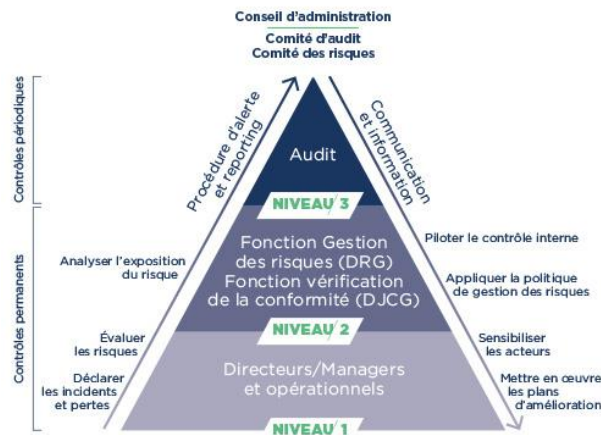 Conseil d'administration
Comité d'audit
Comité des risques
Contrôles périodiques
Procédure d'alerte
et reporting
Communication
et information
Audit
NIVEAU/3
Contrôles permanents
Analyser l'exposition
du risque
Fonction Gestion
des risques (DRG)
Fonction vérification
de la conformité (DJCG)
Piloter le contrôle interne
Appliquer la politique
de gestion des risques
NIVEAU/2
Évaluer
les risques
Sensibiliser
les acteurs
Déclarer
les incidents
et pertes
Directeurs/Managers
et opérationnels
Mettre en œuvre
les plans
d'amélioration
NIVEAU/1